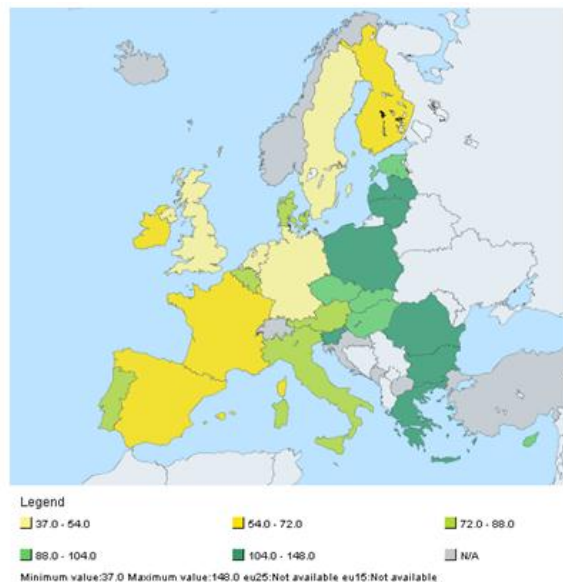 Legend
37.0 - 54.0 54.0 - 72.0 72.0 - 88.0
88.0 - 104.0 104.0 - 148.0 N/A
Minimum value:37.0 Maximum value:148.0 eu25:Not available eu15:Not available